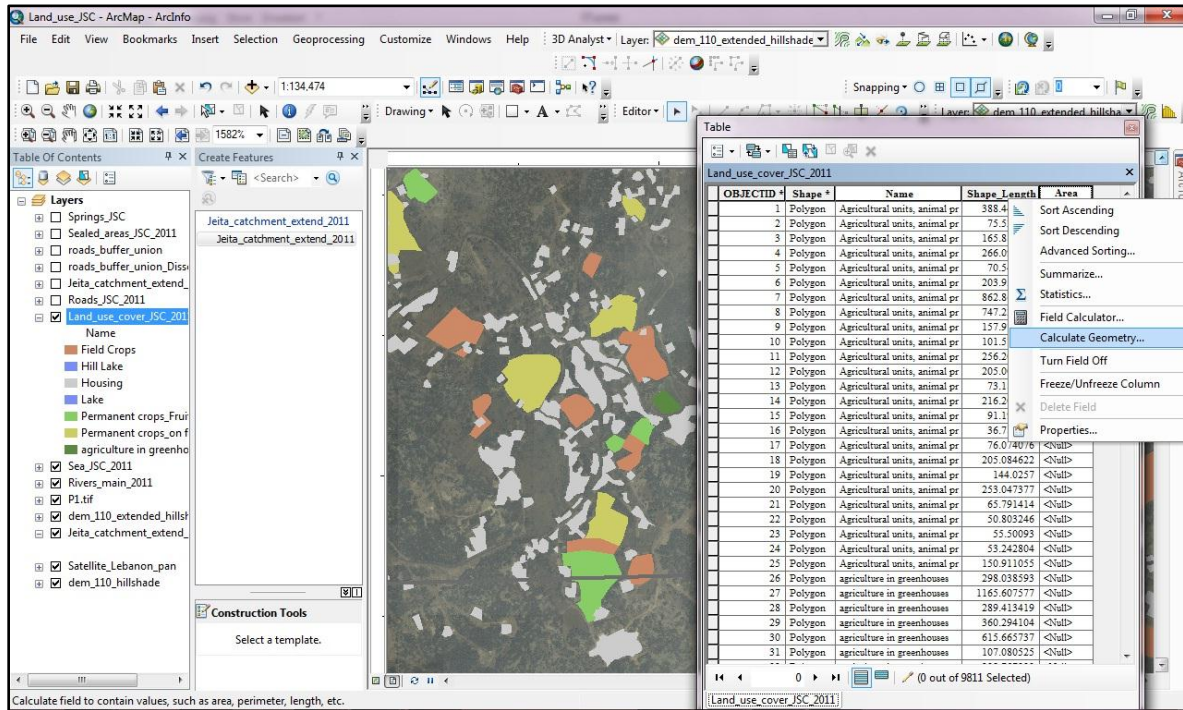 Land_use_JSC - ArcMap - ArcInfo
File Edit View Bookmarks Insert Selection Geoprocessing Customize Windows Help 3D Analyst Layer: dem_110_extended_hillshade
1:134,474 Snapping
Drawing A Editor Layer: dem_110_extended_hillsha
1582%
Table Of Contents
Layers
Springs_JSC
Sealed_areas_JSC_2011
roads_buffer_union
roads_buffer_union_Diss
Jeita_catchment_extend_
Roads_JSC_2011
Land_use_cover_JSC_201
Name
Field Crops
Hill Lake
Housing
Lake
Permanent crops_Frui
Permanent crops_on f
agriculture in greenho
Sea_JSC_2011
Rivers_main_2011
P1.tif
dem_110_extended_hillsh
Jeita_catchment_extend_
Satellite_Lebanon_pan
dem_110_hillshade
Create Features
<Search>
Jeita_catchment_extend_2011
Jeita_catchment_extend_2011
Construction Tools
Select a template.
Table
Land_use_cover_JSC_2011
OBJECTID * Shape * Name Shape_Length Area
1 Polygon Agricultural units, animal pr 388.4
2 Polygon Agricultural units, animal pr 75.5
3 Polygon Agricultural units, animal pr 165.8
4 Polygon Agricultural units, animal pr 266.0
5 Polygon Agricultural units, animal pr 70.5
6 Polygon Agricultural units, animal pr 203.9
7 Polygon Agricultural units, animal pr 862.8
8 Polygon Agricultural units, animal pr 747.2
9 Polygon Agricultural units, animal pr 157.9
10 Polygon Agricultural units, animal pr 101.5
11 Polygon Agricultural units, animal pr 256.2
12 Polygon Agricultural units, animal pr 205.0
13 Polygon Agricultural units, animal pr 73.1
14 Polygon Agricultural units, animal pr 216.2
15 Polygon Agricultural units, animal pr 91.1
16 Polygon Agricultural units, animal pr 36.7
17 Polygon Agricultural units, animal pr 76.074076 <Null>
18 Polygon Agricultural units, animal pr 205.084622 <Null>
19 Polygon Agricultural units, animal pr 144.0257 <Null>
20 Polygon Agricultural units, animal pr 253.047377 <Null>
21 Polygon Agricultural units, animal pr 65.791414 <Null>
22 Polygon Agricultural units, animal pr 50.803246 <Null>
23 Polygon Agricultural units, animal pr 55.50093 <Null>
24 Polygon Agricultural units, animal pr 53.242804 <Null>
25 Polygon Agricultural units, animal pr 150.911055 <Null>
26 Polygon agriculture in greenhouses 298.038593 <Null>
27 Polygon agriculture in greenhouses 1165.607577 <Null>
28 Polygon agriculture in greenhouses 289.413419 <Null>
29 Polygon agriculture in greenhouses 360.294104 <Null>
30 Polygon agriculture in greenhouses 615.665737 <Null>
31 Polygon agriculture in greenhouses 107.080525 <Null>
Sort Ascending
Sort Descending
Advanced Sorting...
Summarize...
Σ Statistics...
Field Calculator...
Calculate Geometry...
Turn Field Off
Freeze/Unfreeze Column
Delete Field
Properties...
0 (0 out of 9811 Selected)
Land_use_cover_JSC_2011
Calculate field to contain values, such as area, perimeter, length, etc.